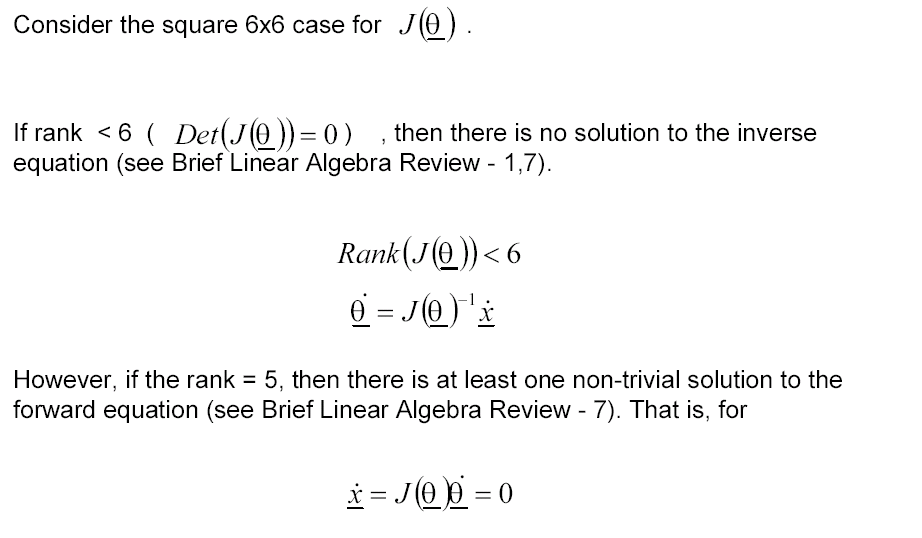 Consider the square 6x6 case for J(θ̲) .
If rank < 6 ( Det(J(θ̲)) = 0 ) , then there is no solution to the inverse
equation (see Brief Linear Algebra Review - 1,7).
Rank(J(θ̲)) < 6
θ̲̇ = J(θ̲)⁻¹ẋ̲
However, if the rank = 5, then there is at least one non-trivial solution to the
forward equation (see Brief Linear Algebra Review - 7). That is, for
ẋ̲ = J(θ̲)θ̲̇ = 0